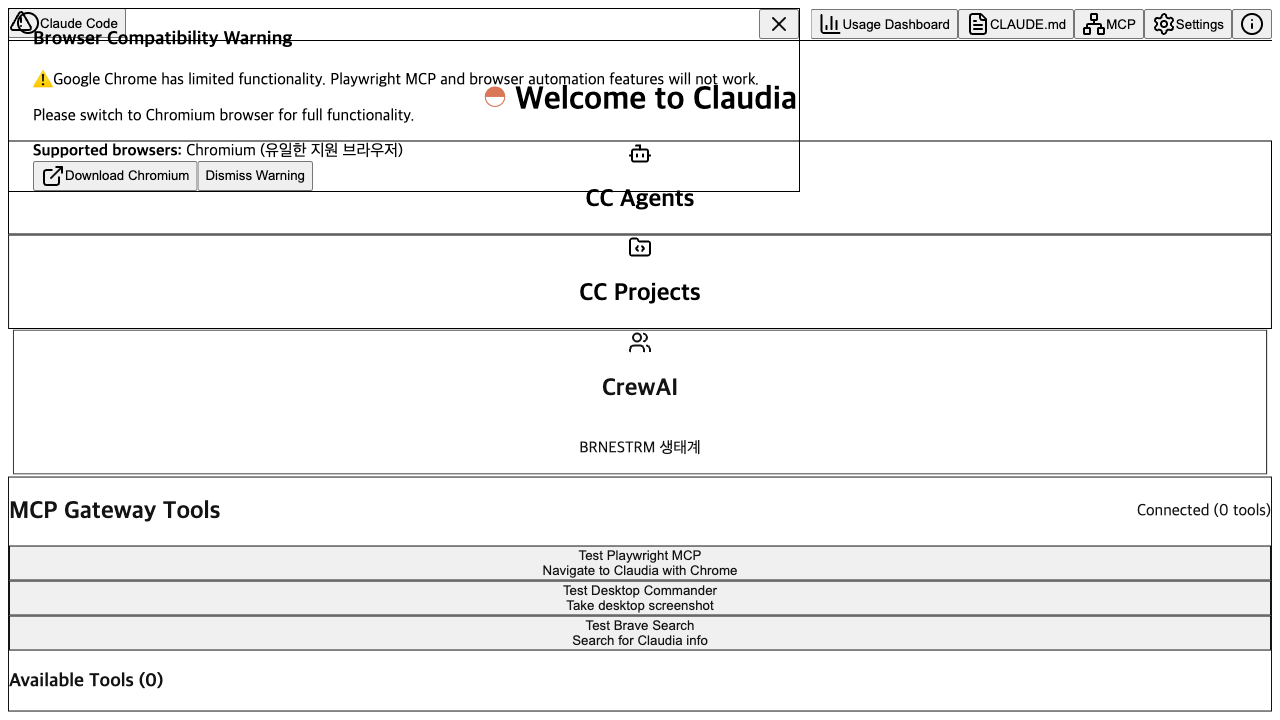 Claude Code
Usage Dashboard
CLAUDE.md
MCP
Settings
Browser Compatibility Warning
⚠️Google Chrome has limited functionality. Playwright MCP and browser automation features will not work.
Please switch to Chromium browser for full functionality.
Supported browsers: Chromium (유일한 지원 브라우저)
Download Chromium
Dismiss Warning
Welcome to Claudia
CC Agents
CC Projects
CrewAI
BRNESTRM 생태계
MCP Gateway Tools
Connected (0 tools)
Test Playwright MCP
Navigate to Claudia with Chrome
Test Desktop Commander
Take desktop screenshot
Test Brave Search
Search for Claudia info
Available Tools (0)